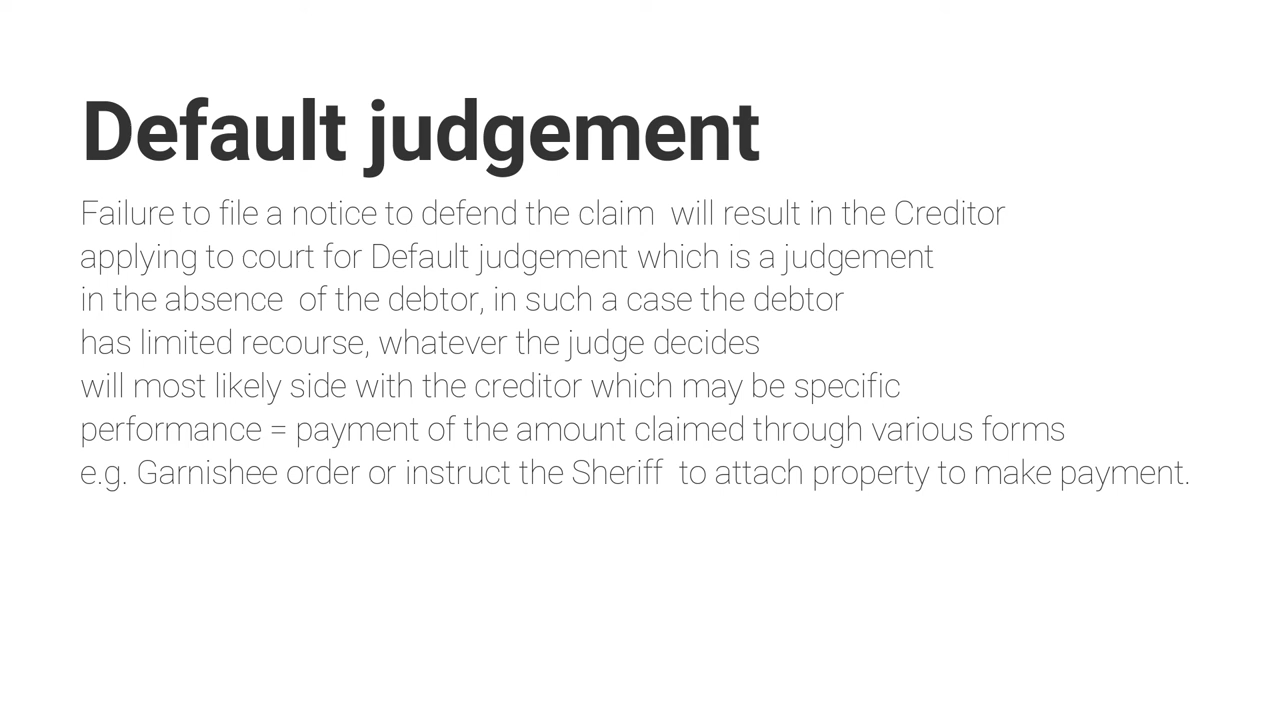 Default judgement
Failure to file a notice to defend the claim  will result in the Creditor
applying to court for Default judgement which is a judgement
in the absence  of the debtor, in such a case the debtor
has limited recourse, whatever the judge decides
will most likely side with the creditor which may be specific
performance = payment of the amount claimed through various forms
e.g. Garnishee order or instruct the Sheriff  to attach property to make payment.